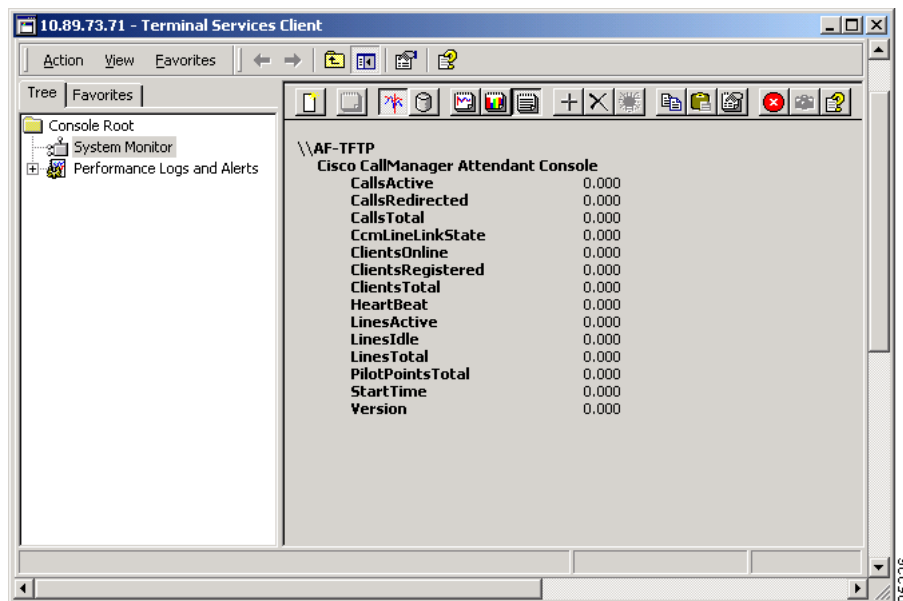 10.89.73.71 - Terminal Services Client
Action View Favorites
Tree Favorites
Console Root
System Monitor
Performance Logs and Alerts
\\AF-TFTP
Cisco CallManager Attendant Console
CallsActive 0.000
CallsRedirected 0.000
CallsTotal 0.000
CcmLineLinkState 0.000
ClientsOnline 0.000
ClientsRegistered 0.000
ClientsTotal 0.000
HeartBeat 0.000
LinesActive 0.000
LinesIdle 0.000
LinesTotal 0.000
PilotPointsTotal 0.000
StartTime 0.000
Version 0.000